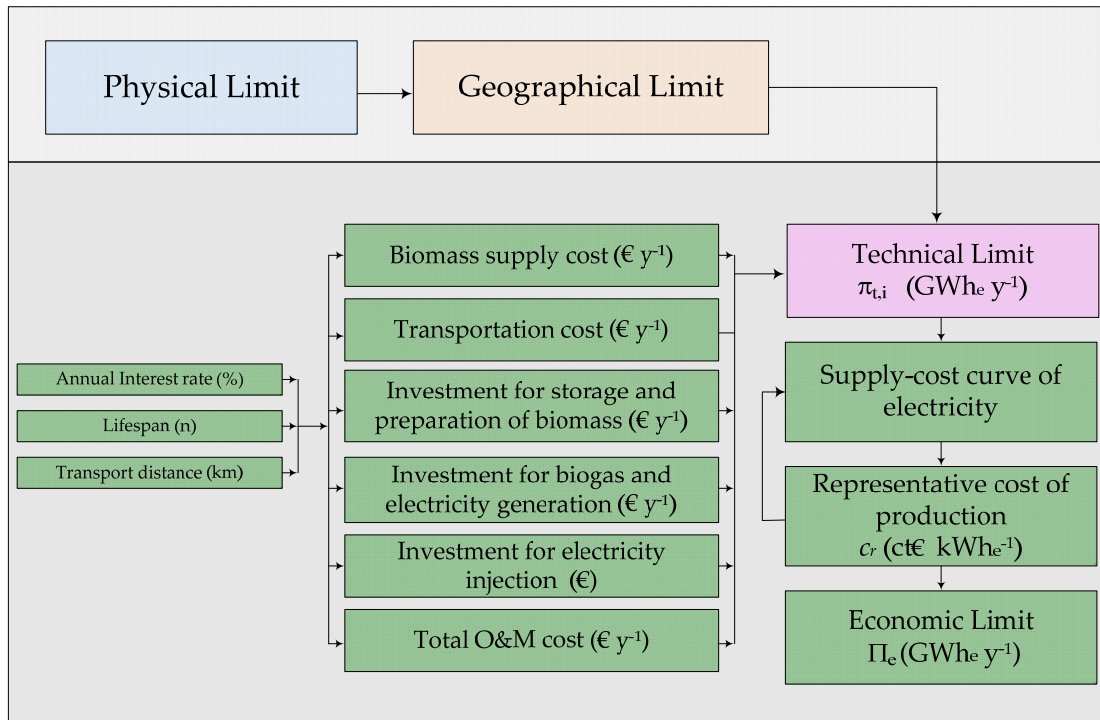 Physical Limit
Geographical Limit
Annual Interest rate (%)
Lifespan (n)
Transport distance (km)
Biomass supply cost (€ y⁻¹)
Transportation cost (€ y⁻¹)
Investment for storage and
preparation of biomass (€ y⁻¹)
Investment for biogas and
electricity generation (€ y⁻¹)
Investment for electricity
injection (€)
Total O&M cost (€ y⁻¹)
Technical Limit
π_{t,i} (GWhₑ y⁻¹)
Supply-cost curve of
electricity
Representative cost of
production
cᵣ (ct€ kWhₑ⁻¹)
Economic Limit
Πₑ (GWhₑ y⁻¹)